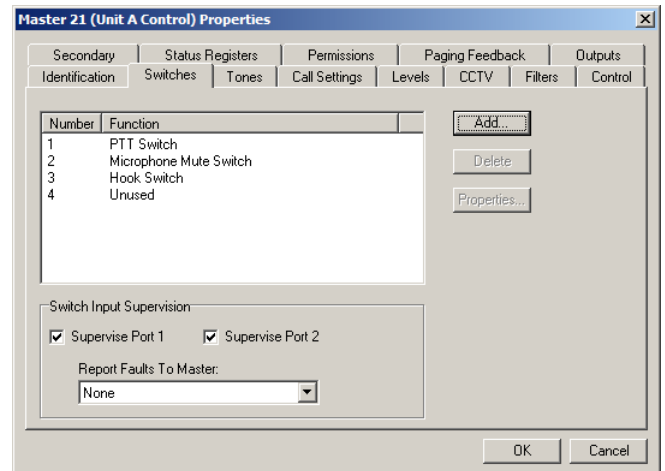 Master 21 (Unit A Control) Properties
Secondary Status Registers Permissions Paging Feedback Outputs
Identification Switches Tones Call Settings Levels CCTV Filters Control
Number Function
1 PTT Switch
2 Microphone Mute Switch
3 Hook Switch
4 Unused
Add...
Delete
Properties...
Switch Input Supervision
Supervise Port 1 Supervise Port 2
Report Faults To Master:
None
OK Cancel